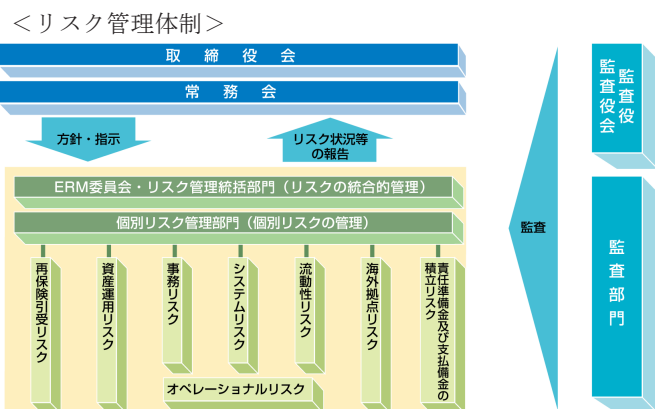 ＜リスク管理体制＞
取締役会
常務会
方針・指示
リスク状況等
の報告
ERM委員会・リスク管理統括部門（リスクの統合的管理）
個別リスク管理部門（個別リスクの管理）
再保険引受リスク
資産運用リスク
事務リスク
システムリスク
流動性リスク
海外拠点リスク
責任準備金及び支払備金の
積立リスク
オペレーショナルリスク
監査
監査役
監査役会
監査部門